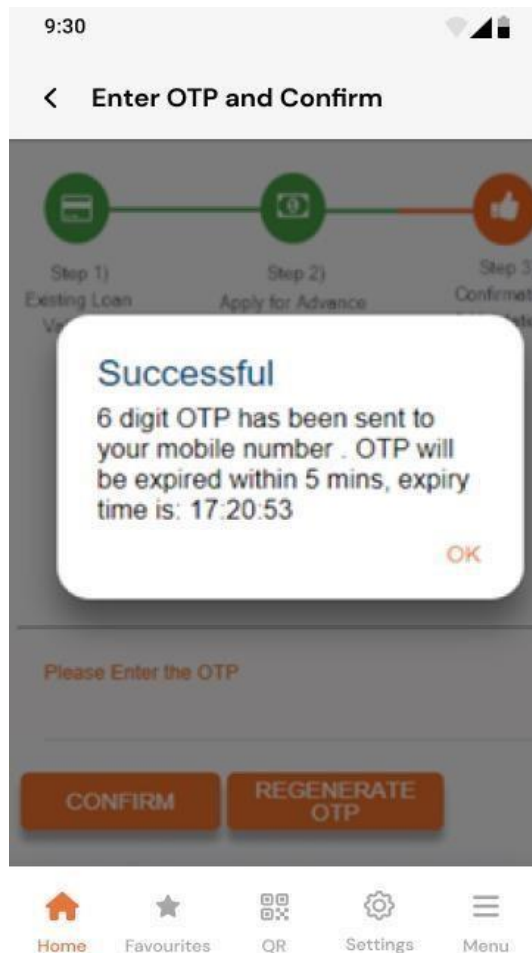 9:30
Enter OTP and Confirm
Step 1)
Step 2)
Step 3
Existing Loan
Apply for Advance
Confirmat
Successful
6 digit OTP has been sent to
your mobile number . OTP will
be expired within 5 mins, expiry
time is: 17:20:53
OK
Please Enter the OTP
CONFIRM
REGENERATE
OTP
Home
Favourites
QR
Settings
Menu